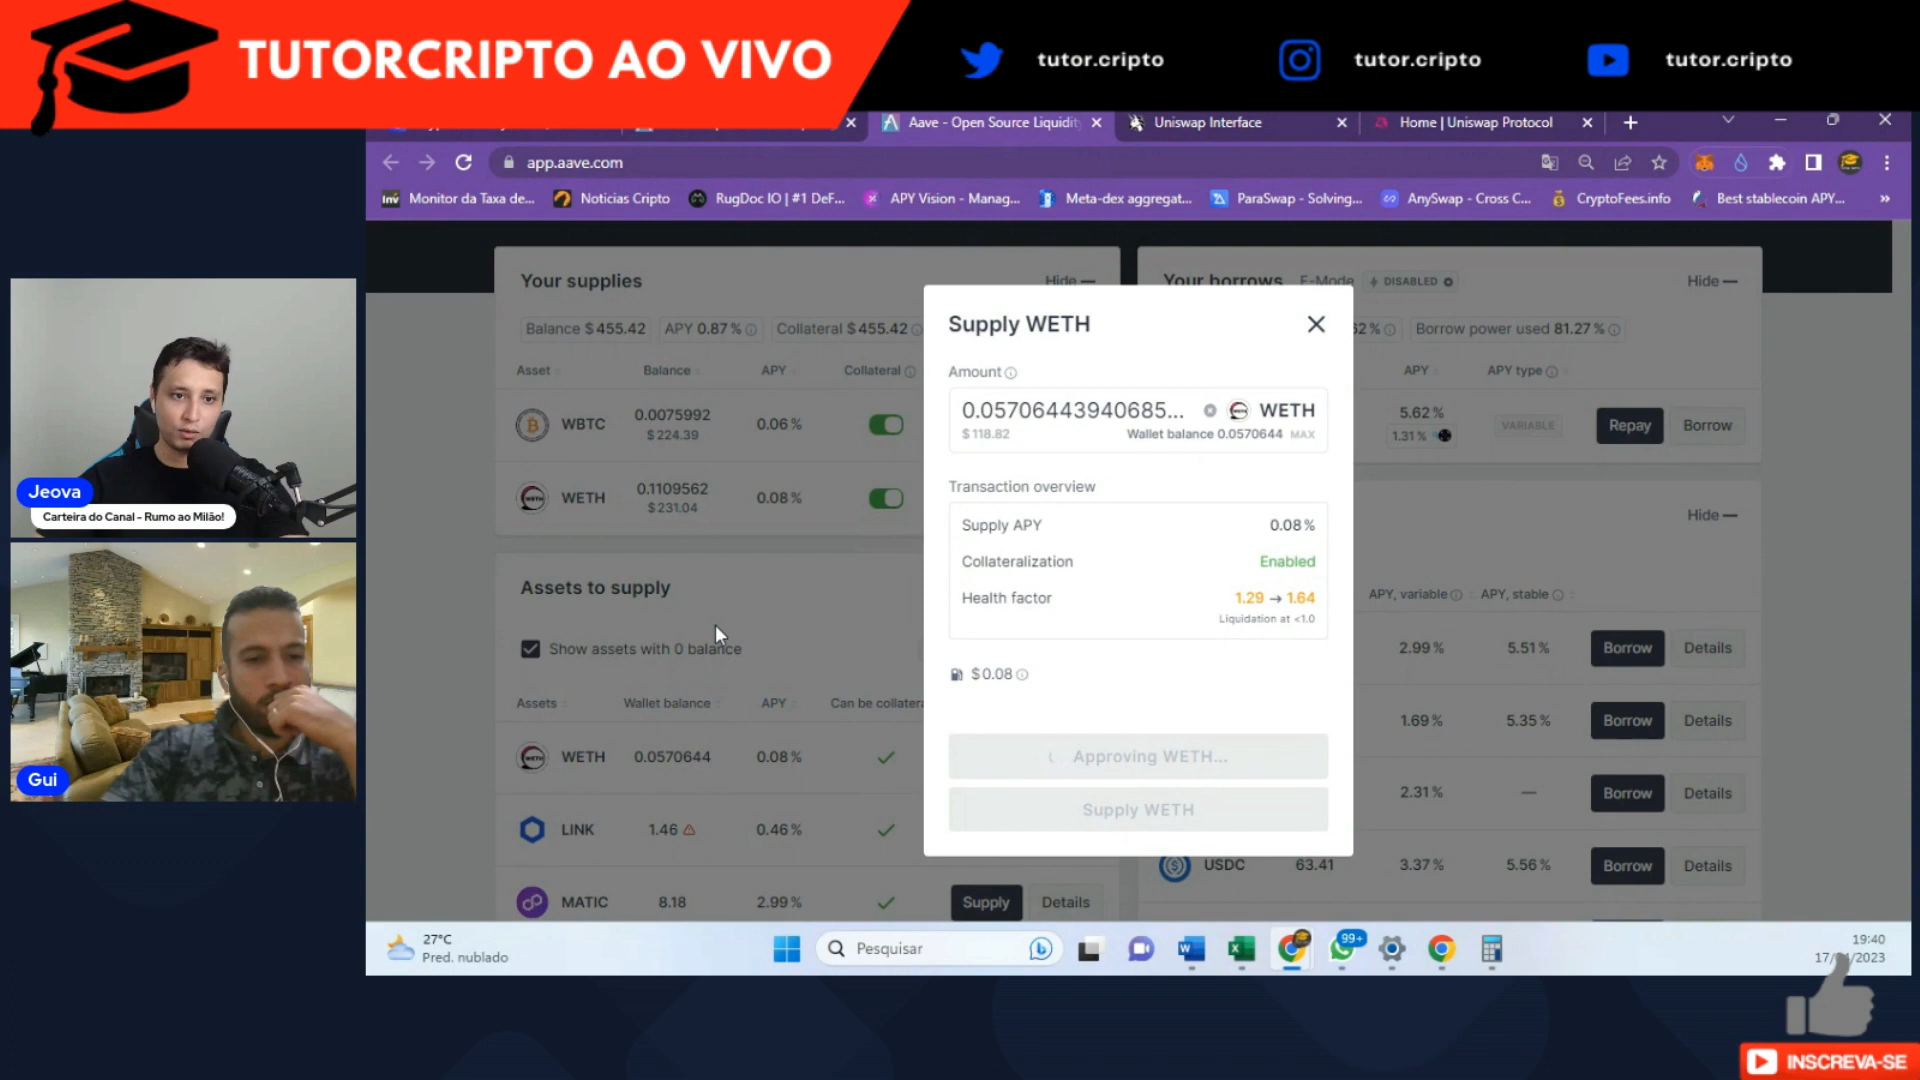 TUTORCRIPTO AO VIVO
tutor.cripto
tutor.cripto
tutor.cripto
Aave - Open Source Liquidit
Uniswap Interface
Home | Uniswap Protocol
app.aave.com
Monitor da Taxa de...
Noticias Cripto
RugDoc IO | #1 DeF...
APY Vision - Manag...
Meta-dex aggregat...
ParaSwap - Solving...
AnySwap - Cross C...
CryptoFees.info
Best stablecoin APY...
»
Your supplies
Hide
Balance $ 455.42
APY 0.87 %
Collateral $ 455.42
Asset
Balance
APY
Collateral
WBTC
0.0075992
$ 224.39
0.06 %
WETH
0.1109562
$ 231.04
0.08 %
Assets to supply
Show assets with 0 balance
Assets
Wallet balance
APY
Can be collater
WETH
0.0570644
0.08 %
LINK
1.46
0.46 %
MATIC
8.18
2.99 %
Supply
Details
Supply WETH
Amount
0.05706443940685...
WETH
$ 118.82
Wallet balance 0.0570644 MAX
Transaction overview
Supply APY
0.08 %
Collateralization
Enabled
Health factor
1.29 → 1.64
Liquidation at <1.0
$ 0.08
Approving WETH...
Supply WETH
Your borrows
E-Mode
DISABLED
Hide
62 %
Borrow power used 81.27 %
APY
APY type
5.62 %
1.31 %
VARIABLE
Repay
Borrow
Hide
APY, variable
APY, stable
2.99 %
5.51 %
Borrow
Details
1.69 %
5.35 %
Borrow
Details
2.31 %
—
Borrow
Details
USDC
63.41
3.37 %
5.56 %
Borrow
Details
Jeova
Carteira do Canal - Rumo ao Milão!
Gui
27°C
Pred. nublado
Pesquisar
99+
19:40
INSCREVA-SE